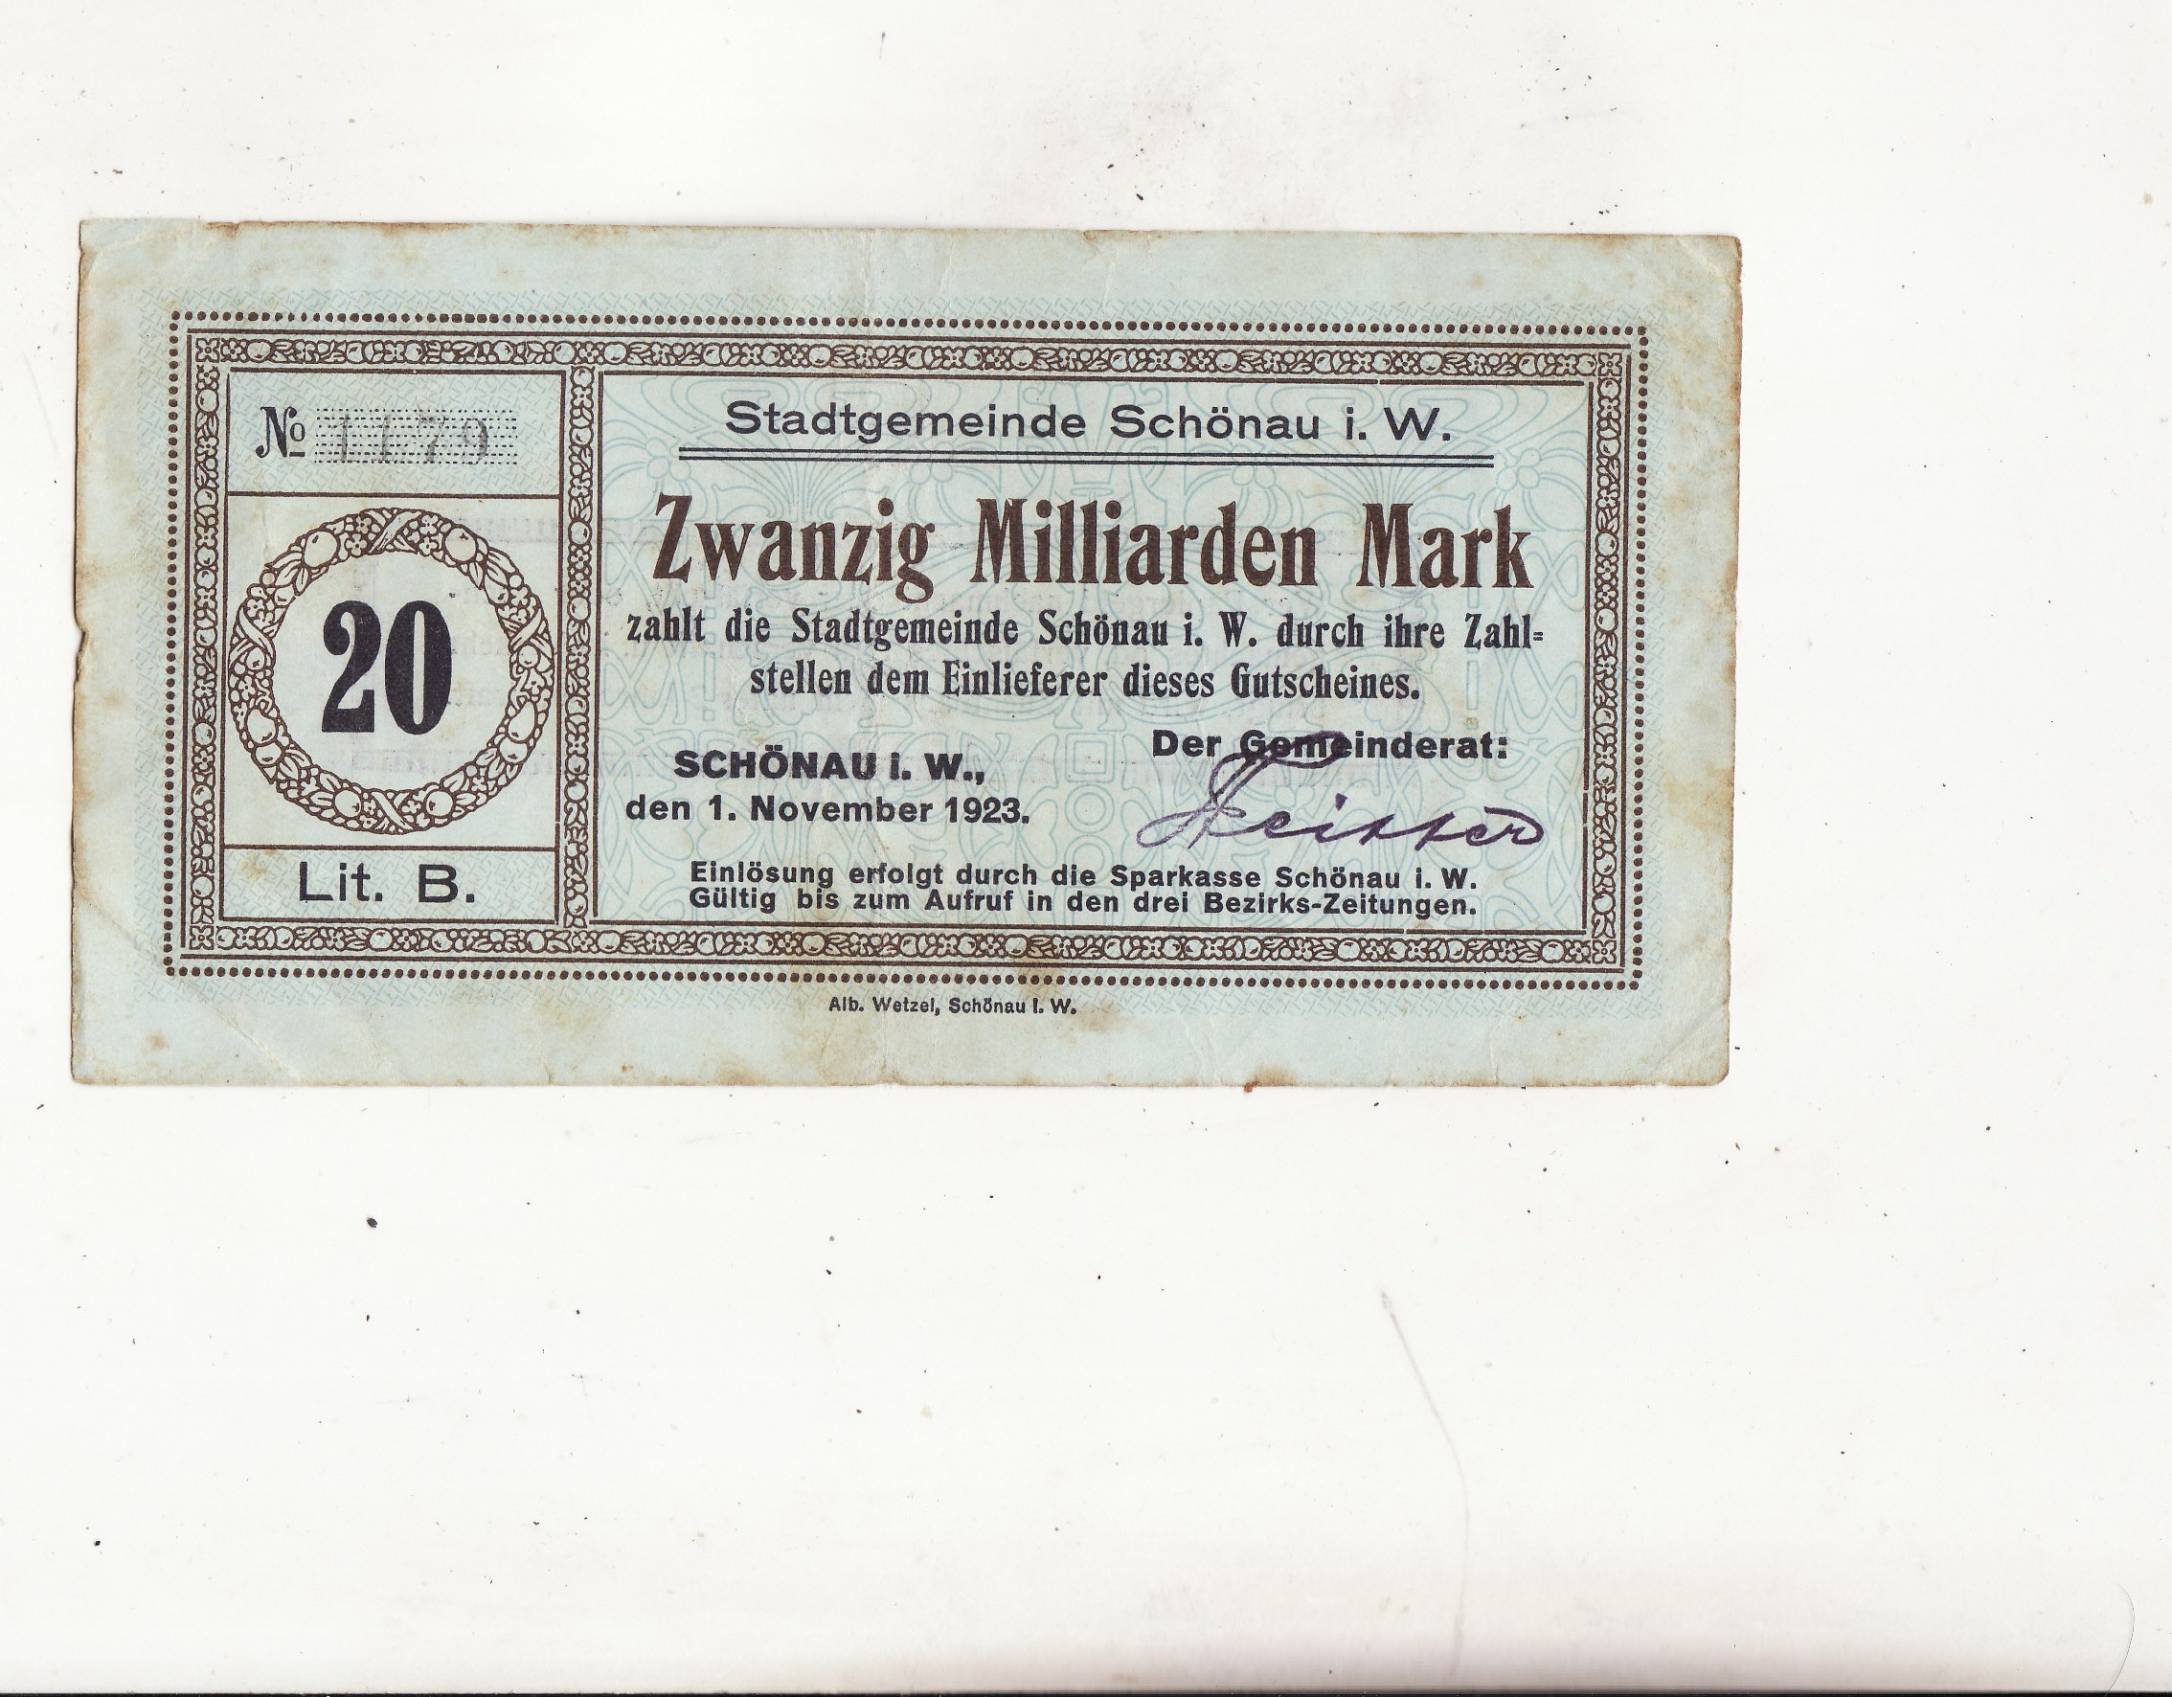 Stadtgemeinde Schönau i. W.
№ 1179
Zwanzig Milliarden Mark
zahlt die Stadtgemeinde Schönau i. W. durch ihre Zahl=
stellen dem Einlieferer dieses Gutscheines.
20
SCHÖNAU i. W.,
den 1. November 1923.
Der Gemeinderat:
Lit. B.
Einlösung erfolgt durch die Sparkasse Schönau i. W.
Gültig bis zum Aufruf in den drei Bezirks-Zeitungen.
Alb. Wetzel, Schönau i. W.